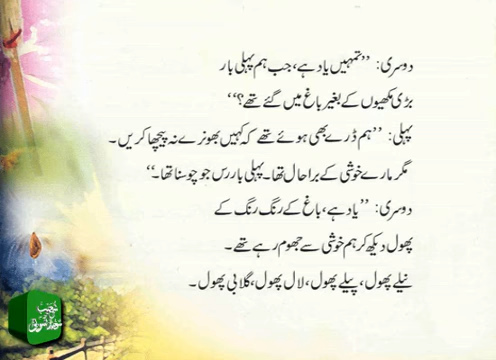 دوسری: ’’تمہیں یاد ہے، جب ہم پہلی بار
بڑی مکھیوں کے بغیر باغ میں گئے تھے؟‘‘
پہلی: ’’ہم ڈرے بھی ہوئے تھے کہ کہیں بھونرے نہ پیچھا کریں۔
مگر مارے خوشی کے برا حال تھا۔ پہلی بار رس جو چوسنا تھا۔‘‘
دوسری: ’’یاد ہے، باغ کے رنگ رنگ کے
پھول دیکھ کر ہم خوشی سے جھوم رہے تھے۔
نیلے پھول، پیلے پھول، لال پھول، گلابی پھول۔